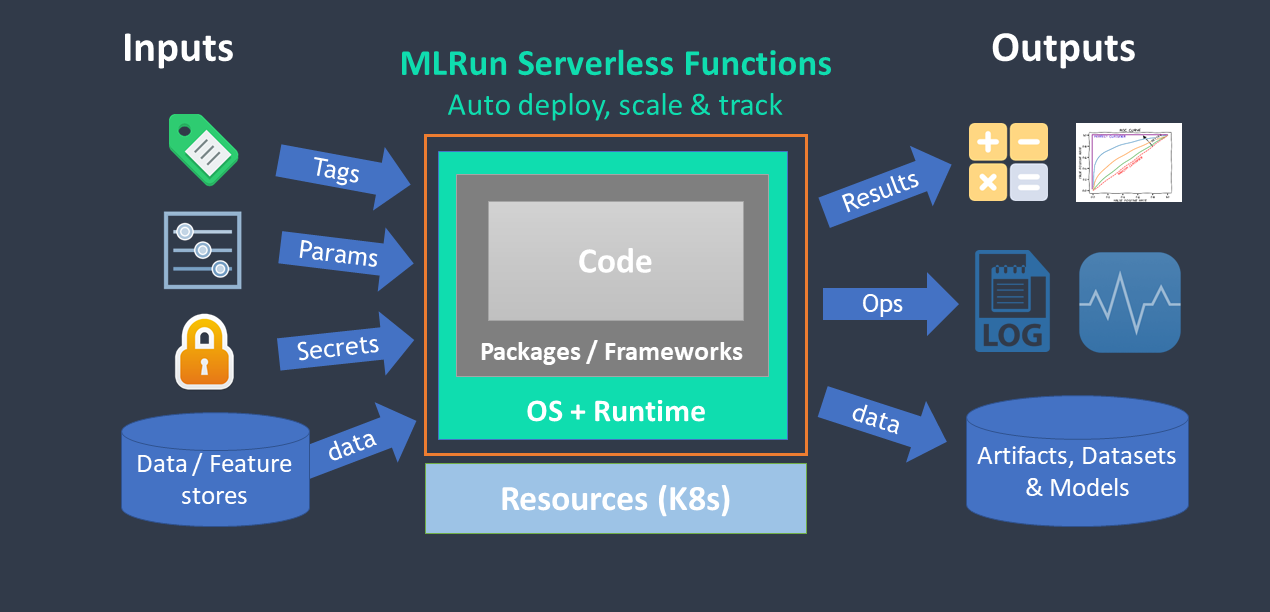 Inputs
MLRun Serverless Functions
Auto deploy, scale & track
Outputs
Tags
Params
Secrets
data
Data / Feature
stores
Code
Packages / Frameworks
OS + Runtime
Resources (K8s)
Results
Ops
data
LOG
Artifacts, Datasets
& Models